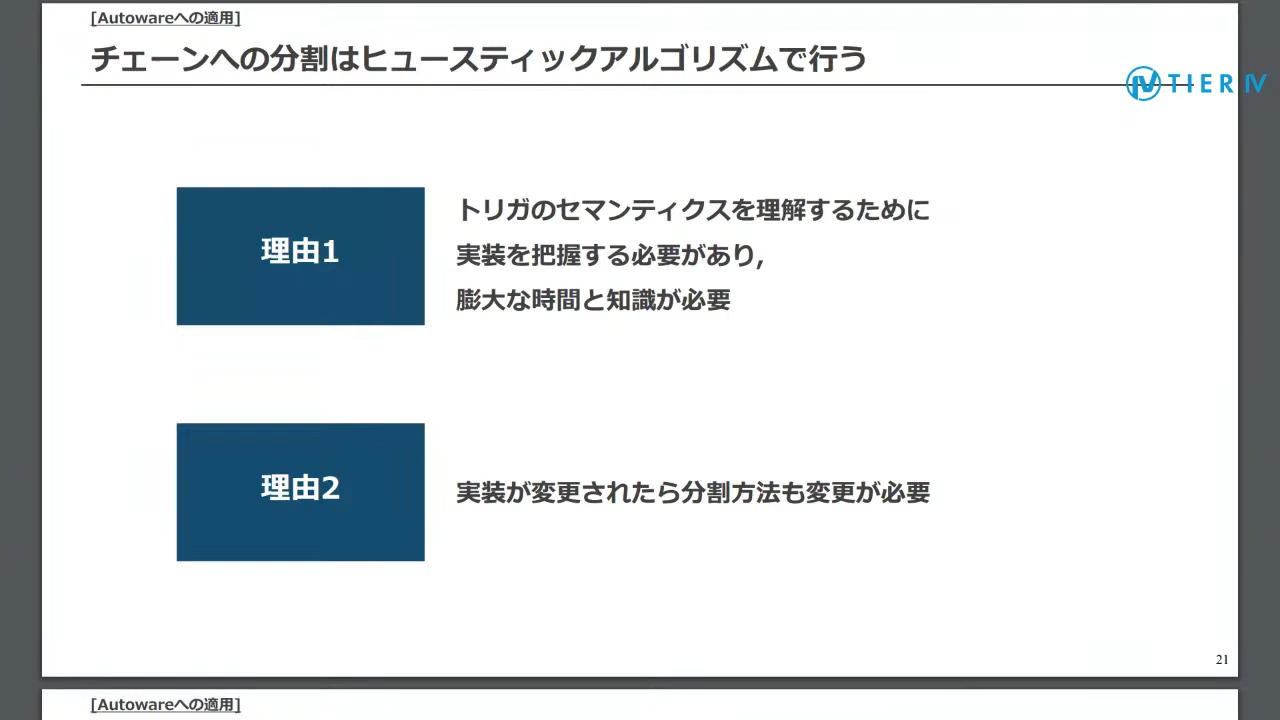 [Autowareへの適用]
チェーンへの分割はヒュースティックアルゴリズムで行う
TIER IV
理由1
トリガのセマンティクスを理解するために
実装を把握する必要があり,
膨大な時間と知識が必要
理由2
実装が変更されたら分割方法も変更が必要
21
[Autowareへの適用]